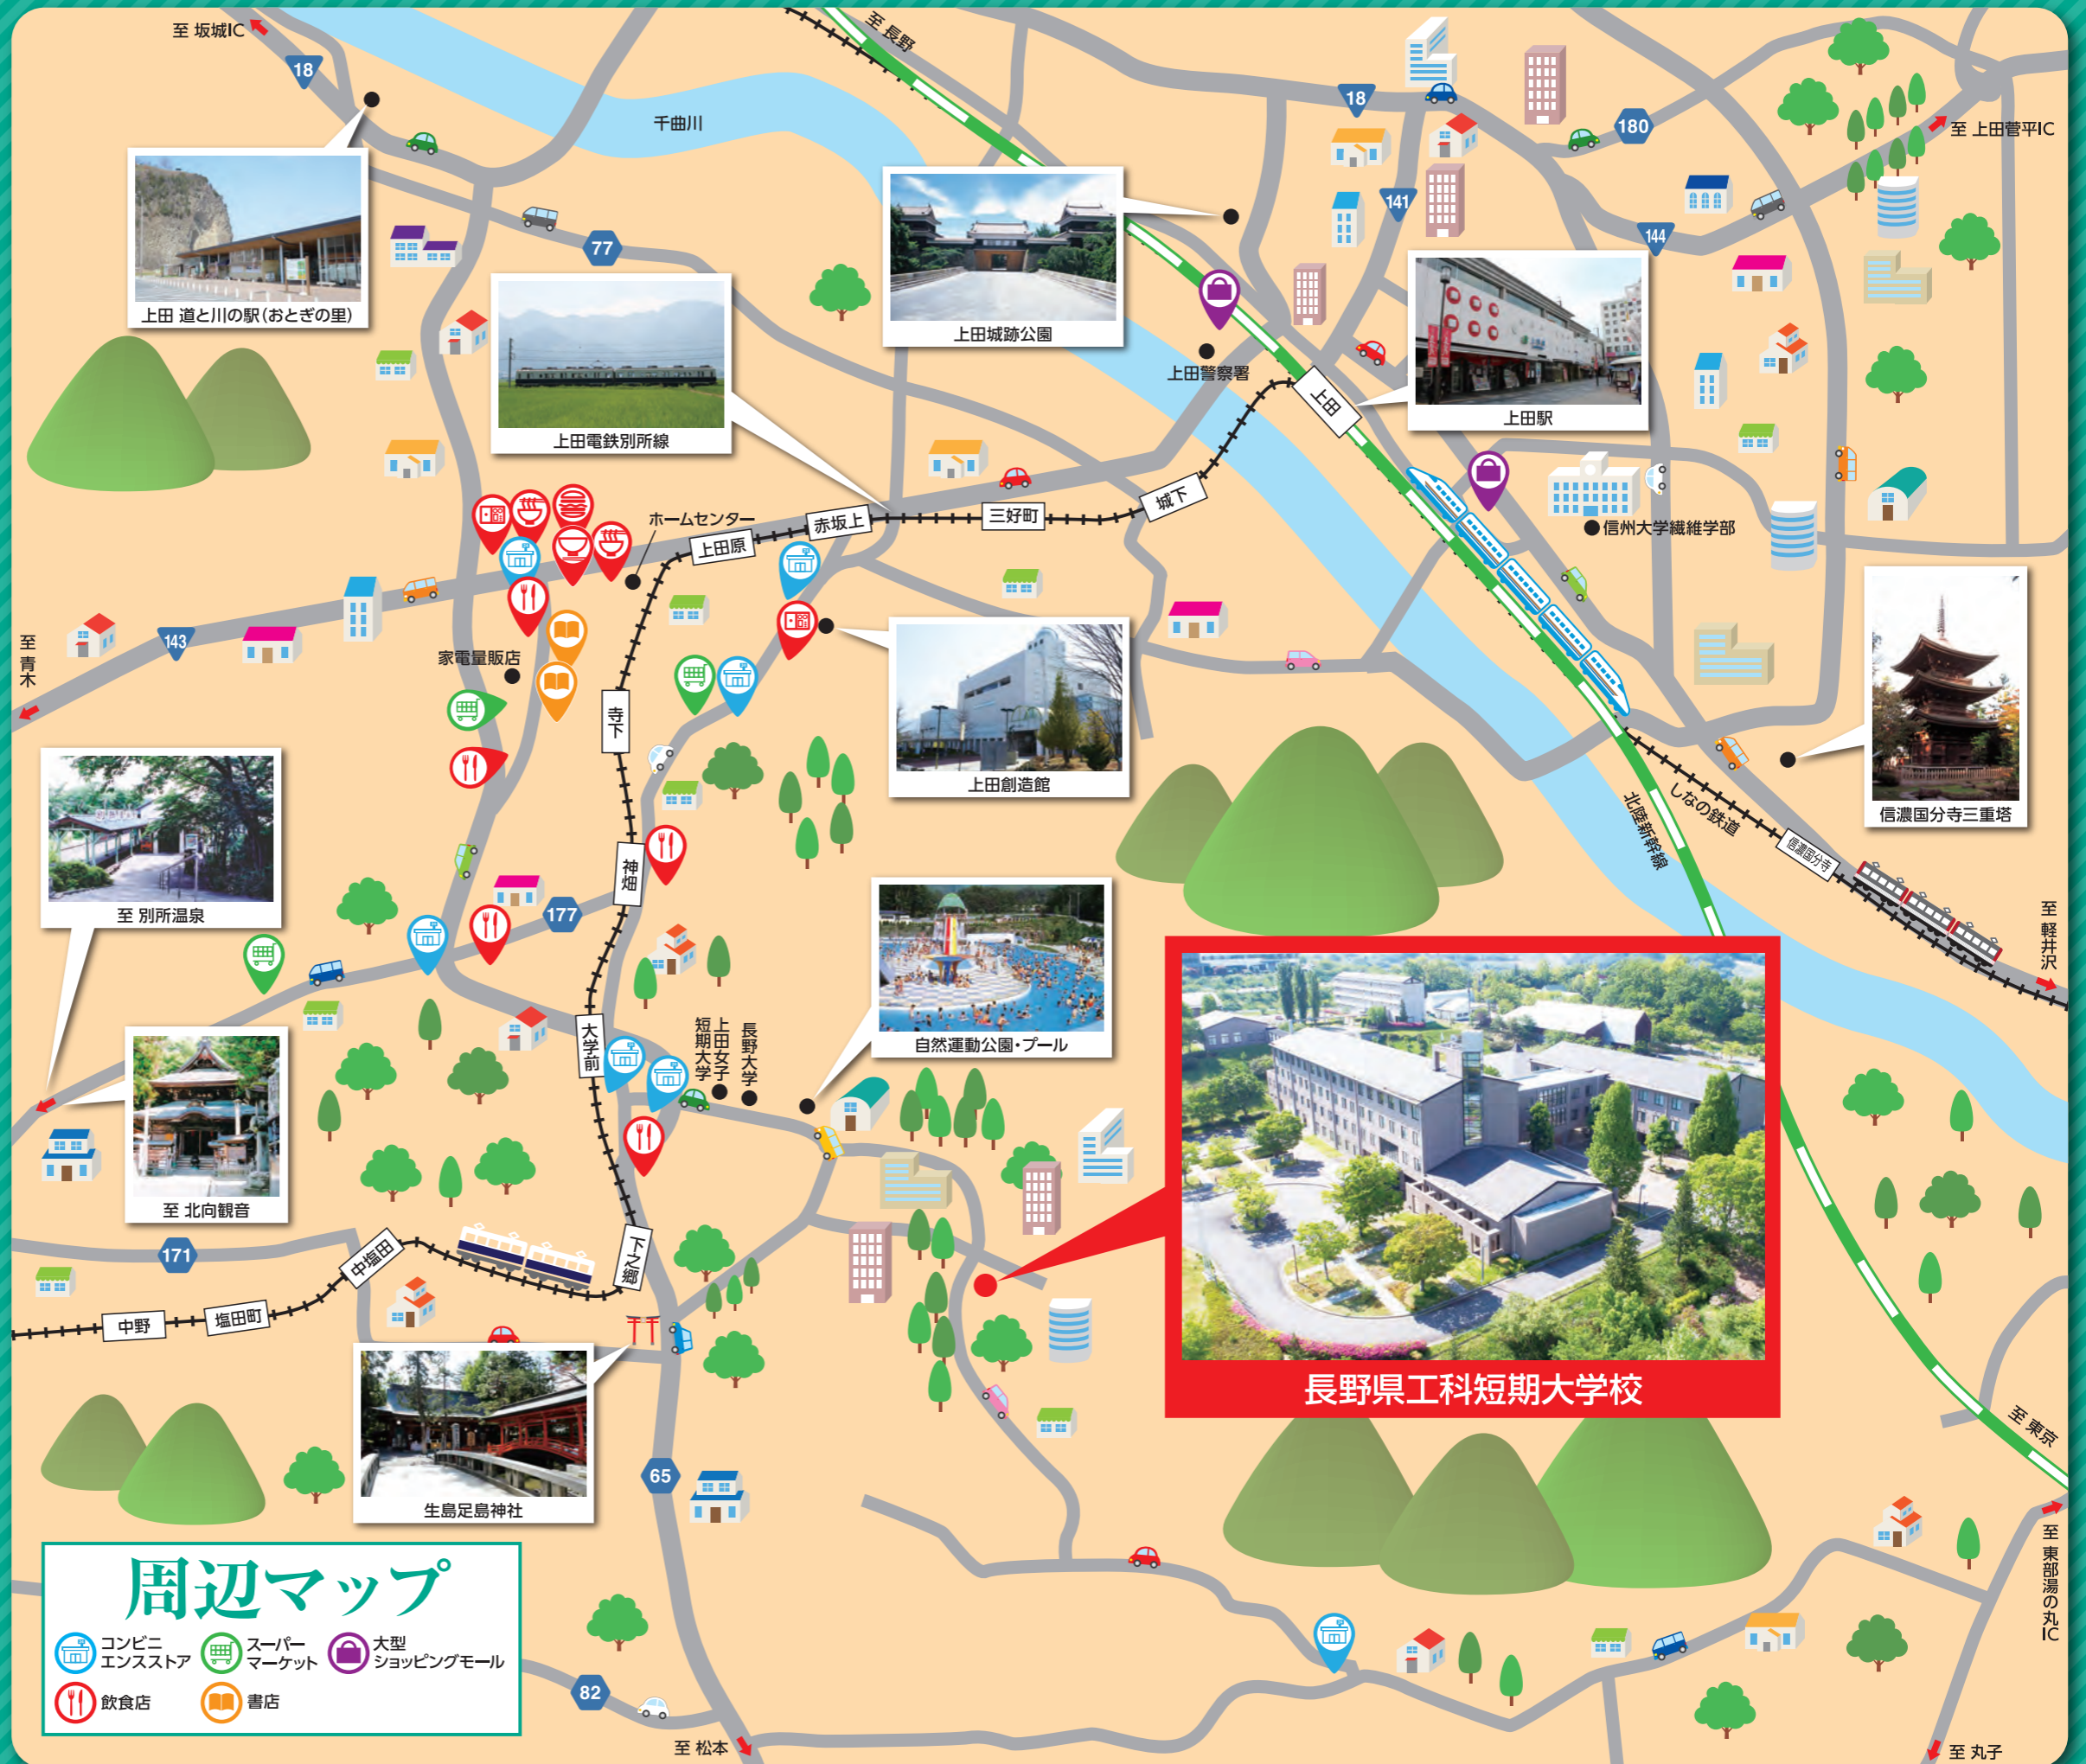 至 坂城IC
18
至 長野
千曲川
18
180
至 上田菅平IC
141
144
77
上田 道と川の駅(おとぎの里)
上田城跡公園
上田警察署
上田
上田駅
上田電鉄別所線
ホームセンター
上田原
赤坂上
三好町
城下
信州大学繊維学部
143
至 青木
家電量販店
寺下
上田創造館
信濃国分寺三重塔
北陸新幹線
しなの鉄道
信濃国分寺
至 軽井沢
至 別所温泉
神畑
177
大学前
上田女子
短期大学
長野大学
自然運動公園・プール
至 北向観音
171
中塩田
下之郷
中野
塩田町
長野県工科短期大学校
生島足島神社
65
至 東京
至 東部湯の丸IC
周辺マップ
コンビニ
エンスストア
スーパー
マーケット
大型
ショッピングモール
飲食店
書店
82
至 松本
至 丸子